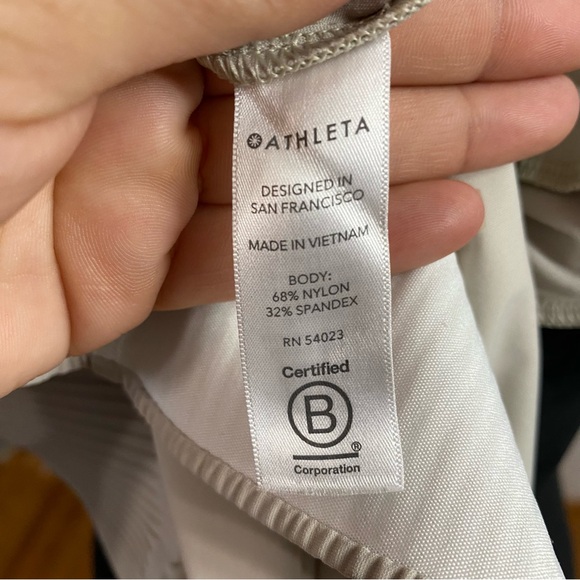 ATHLETA
DESIGNED IN
SAN FRANCISCO
MADE IN VIETNAM
BODY:
68% NYLON
32% SPANDEX
RN 54023
Certified
B
®
Corporation